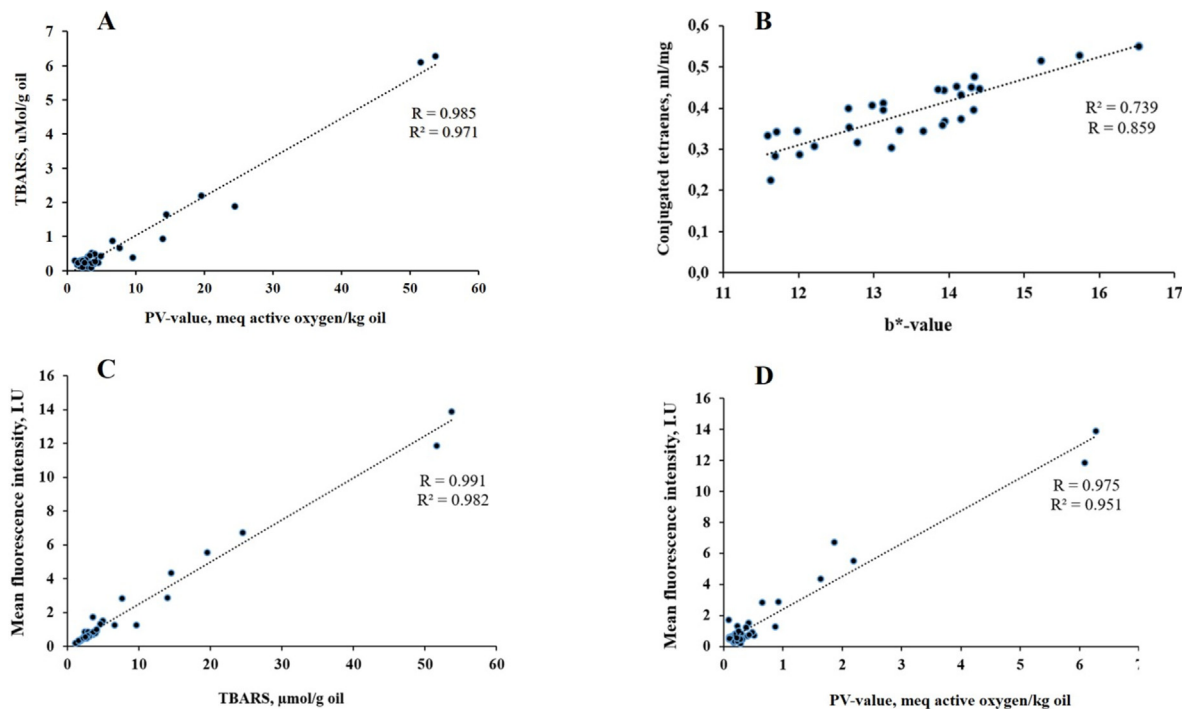 A
TBARS, uMol/g oil
7
6
5
4
3
2
1
0
R = 0.985
R² = 0.971
0 10 20 30 40 50 60
PV-value, meq active oxygen/kg oil
B
Conjugated tetraenes, ml/mg
0,6
0,5
0,4
0,3
0,2
0,1
0,0
R² = 0.739
R = 0.859
11 12 13 14 15 16 17
b*-value
C
Mean fluorescence intensity, I.U
16
14
12
10
8
6
4
2
0
R = 0.991
R² = 0.982
0 10 20 30 40 50 60
TBARS, µmol/g oil
D
Mean fluorescence intensity, I.U
16
14
12
10
8
6
4
2
0
R = 0.975
R² = 0.951
0 1 2 3 4 5 6
PV-value, meq active oxygen/kg oil